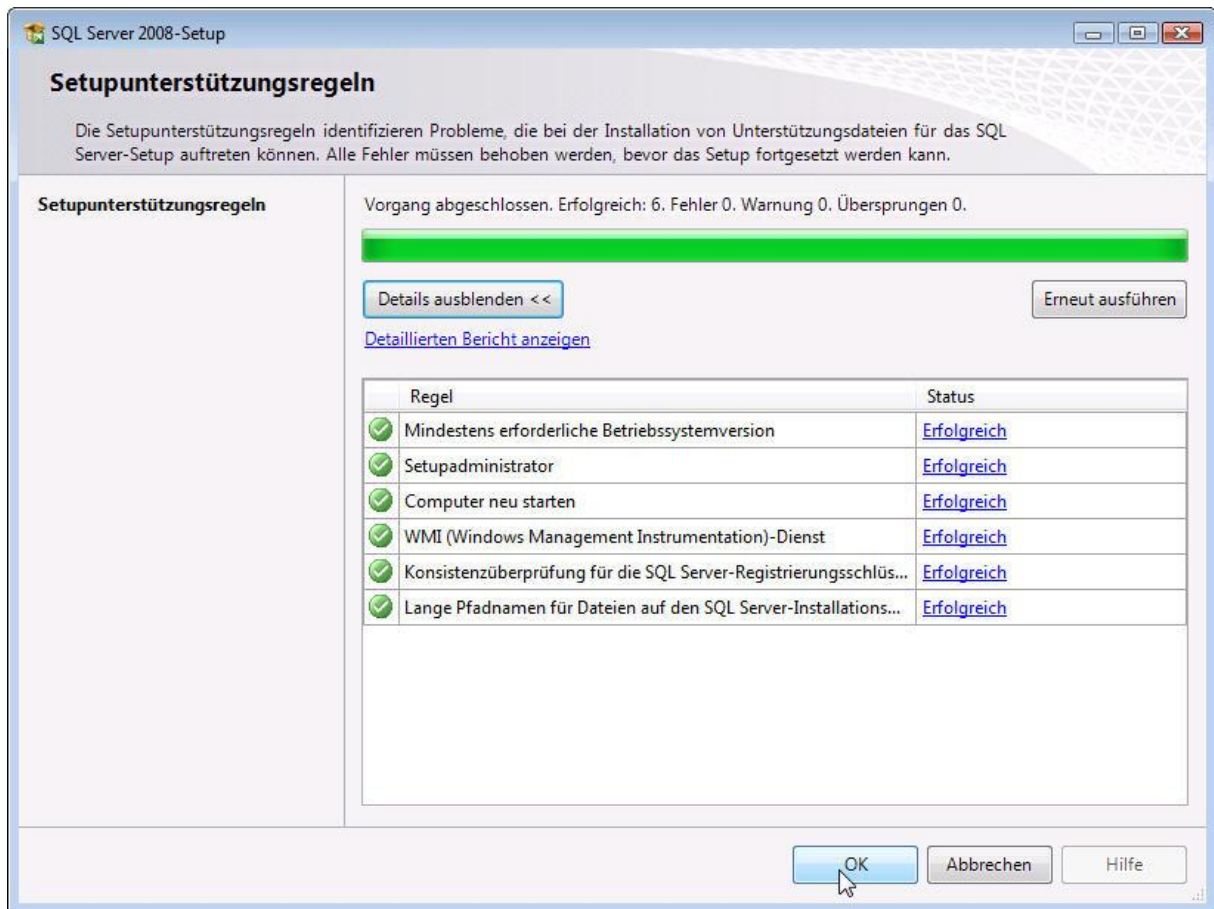 SQL Server 2008-Setup
Setupunterstützungsregeln
Die Setupunterstützungsregeln identifizieren Probleme, die bei der Installation von Unterstützungsdateien für das SQL
Server-Setup auftreten können. Alle Fehler müssen behoben werden, bevor das Setup fortgesetzt werden kann.
Setupunterstützungsregeln
Vorgang abgeschlossen. Erfolgreich: 6. Fehler 0. Warnung 0. Übersprungen 0.
Details ausblenden <<
Erneut ausführen
Detaillierten Bericht anzeigen
Regel Status
Mindestens erforderliche Betriebssystemversion Erfolgreich
Setupadministrator Erfolgreich
Computer neu starten Erfolgreich
WMI (Windows Management Instrumentation)-Dienst Erfolgreich
Konsistenzüberprüfung für die SQL Server-Registrierungsschlüs... Erfolgreich
Lange Pfadnamen für Dateien auf den SQL Server-Installations... Erfolgreich
OK Abbrechen Hilfe